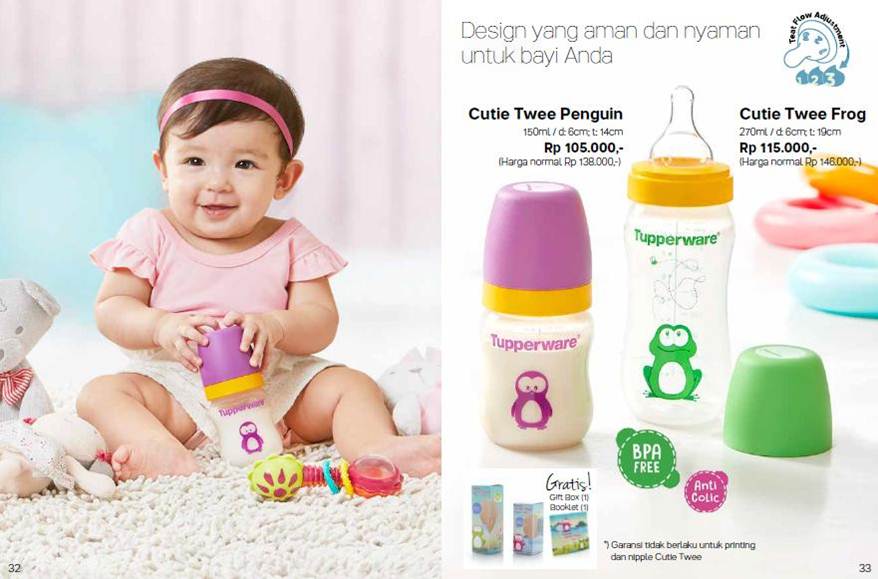 Design yang aman dan nyaman
untuk bayi Anda
Teat Flow Adjustment
1 2 3
Cutie Twee Penguin
150ml / d: 6cm; t: 14cm
Rp 105.000,-
(Harga normal Rp 138.000,-)
Cutie Twee Frog
270ml / d: 6cm; t: 19cm
Rp 115.000,-
(Harga normal Rp 146.000,-)
Tupperware
Tupperware
Tupperware
BPA
FREE
Anti
Colic
Gratis!
Gift Box (1)
Booklet (1)
*) Garansi tidak berlaku untuk printing
dan nipple Cutie Twee
32
33